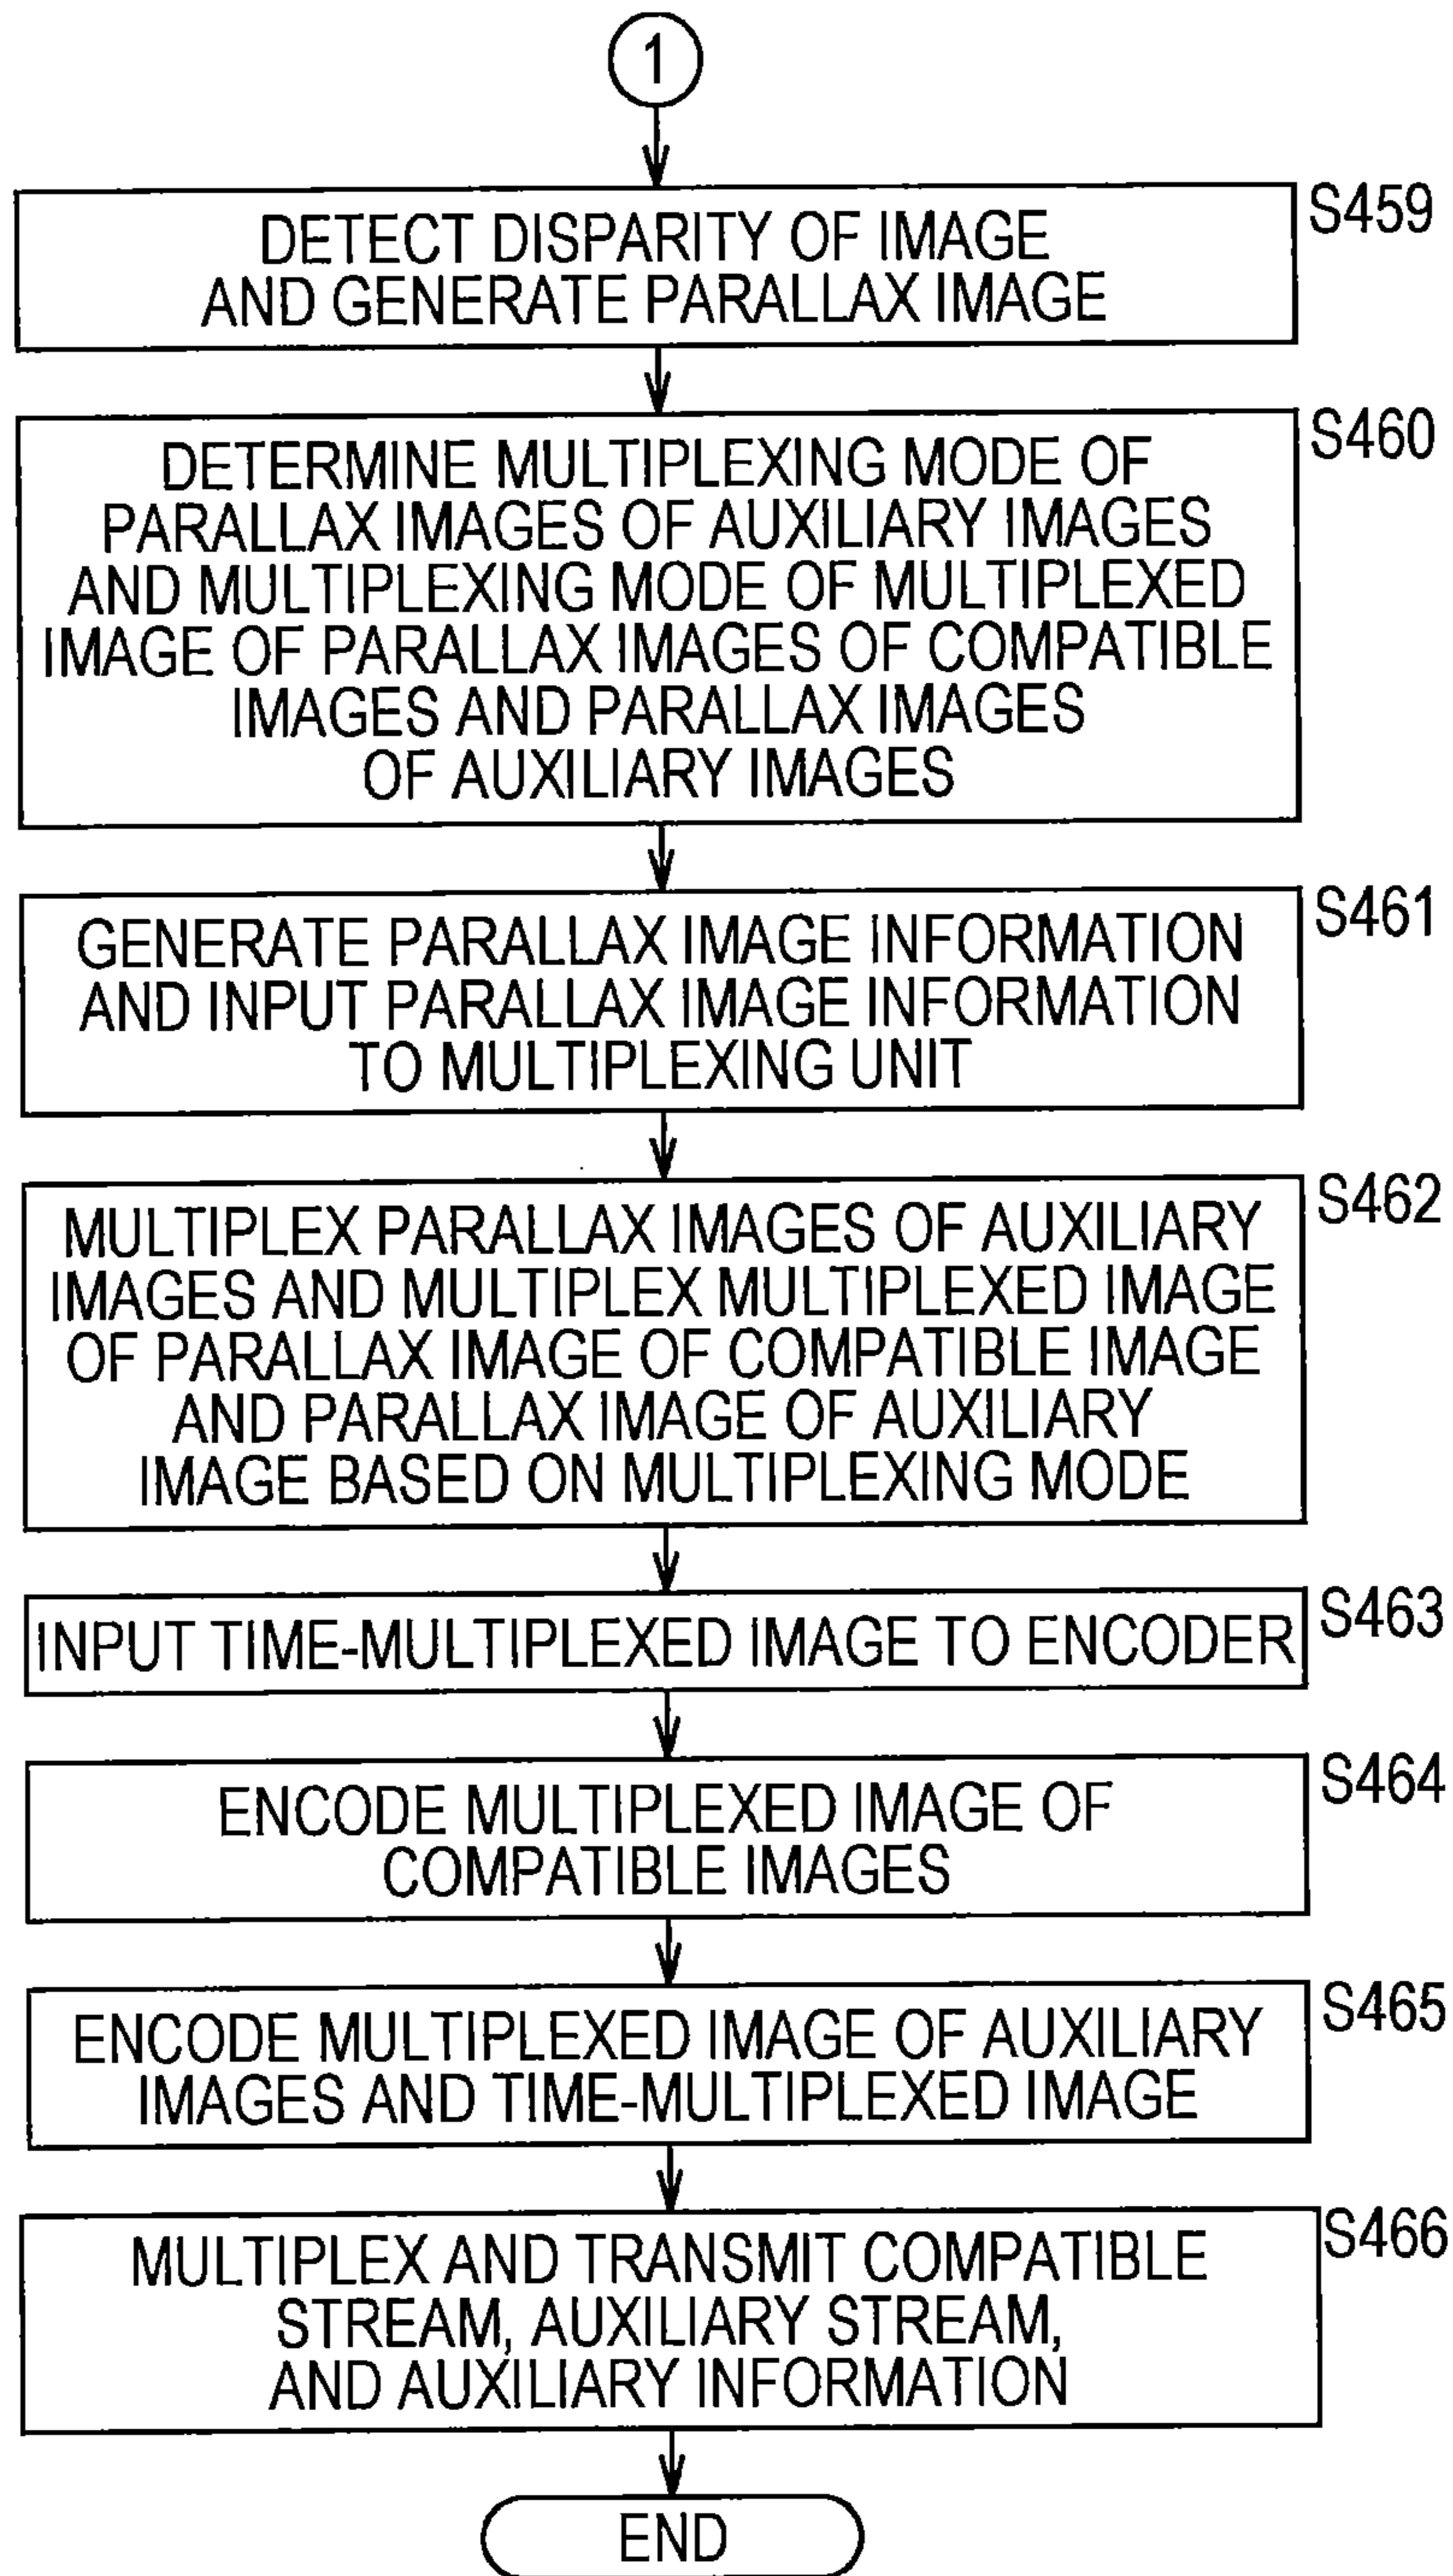 1
DETECT DISPARITY OF IMAGE
AND GENERATE PARALLAX IMAGE
S459
DETERMINE MULTIPLEXING MODE OF
PARALLAX IMAGES OF AUXILIARY IMAGES
AND MULTIPLEXING MODE OF MULTIPLEXED
IMAGE OF PARALLAX IMAGES OF COMPATIBLE
IMAGES AND PARALLAX IMAGES
OF AUXILIARY IMAGES
S460
GENERATE PARALLAX IMAGE INFORMATION
AND INPUT PARALLAX IMAGE INFORMATION
TO MULTIPLEXING UNIT
S461
MULTIPLEX PARALLAX IMAGES OF AUXILIARY
IMAGES AND MULTIPLEX MULTIPLEXED IMAGE
OF PARALLAX IMAGE OF COMPATIBLE IMAGE
AND PARALLAX IMAGE OF AUXILIARY
IMAGE BASED ON MULTIPLEXING MODE
S462
INPUT TIME-MULTIPLEXED IMAGE TO ENCODER
S463
ENCODE MULTIPLEXED IMAGE OF
COMPATIBLE IMAGES
S464
ENCODE MULTIPLEXED IMAGE OF AUXILIARY
IMAGES AND TIME-MULTIPLEXED IMAGE
S465
MULTIPLEX AND TRANSMIT COMPATIBLE
STREAM, AUXILIARY STREAM,
AND AUXILIARY INFORMATION
S466
END